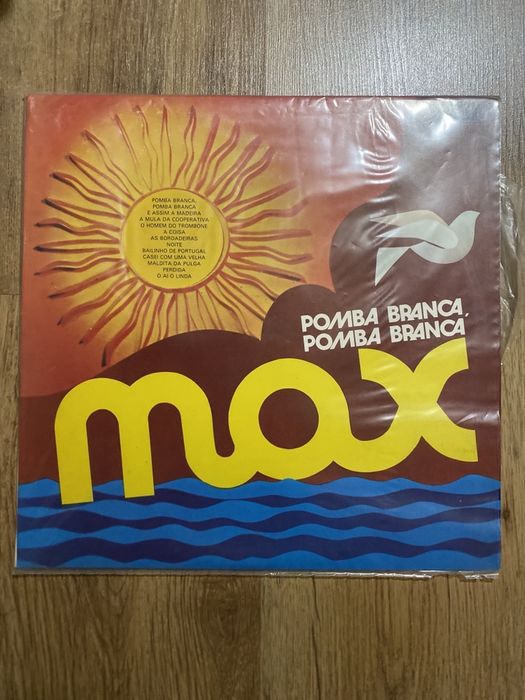 POMBA BRANCA,
POMBA BRANCA
E ASSIM A MADEIRA
A MULA DA COOPERATIVA
O HOMEM DO TROMBONE
A COISA
AS BORDADEIRAS
NOITE
BAILINHO DE PORTUGAL
CASEI COM UMA VELHA
MALDITA DA PULGA
PERDIDA
O AI O LINDA
POMBA BRANCA,
POMBA BRANCA
max